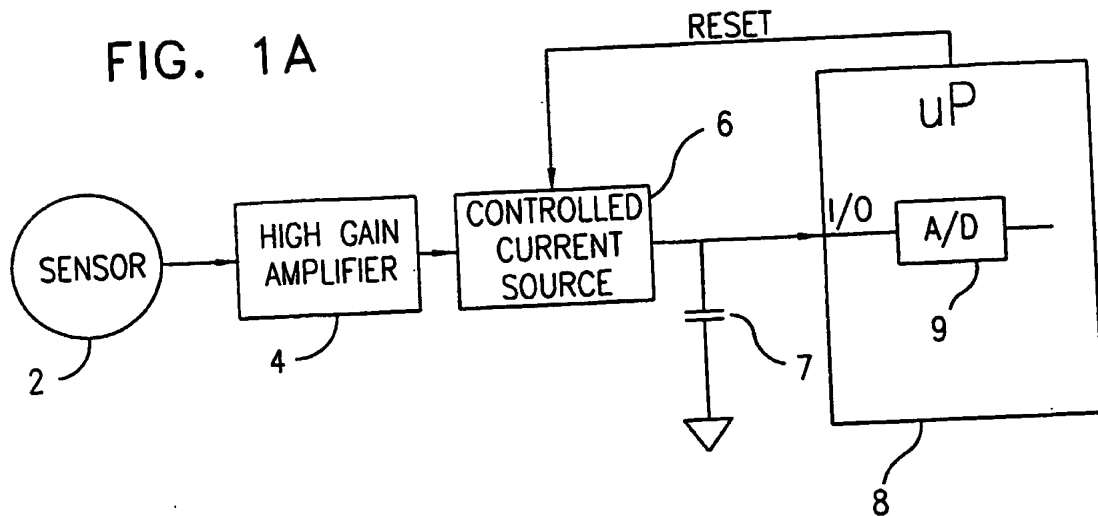 FIG. 1A
RESET
uP
6
I/O
A/D
SENSOR
HIGH GAIN
AMPLIFIER
CONTROLLED
CURRENT
SOURCE
2
4
7
9
8